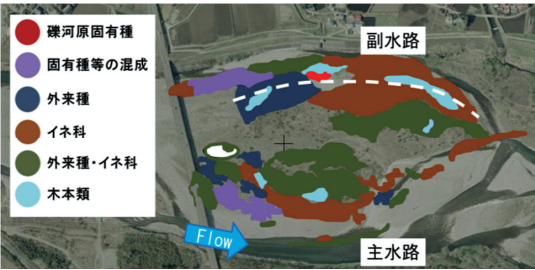 礫河原固有種
固有種等の混成
外来種
イネ科
外来種・イネ科
木本類
副水路
Flow
主水路